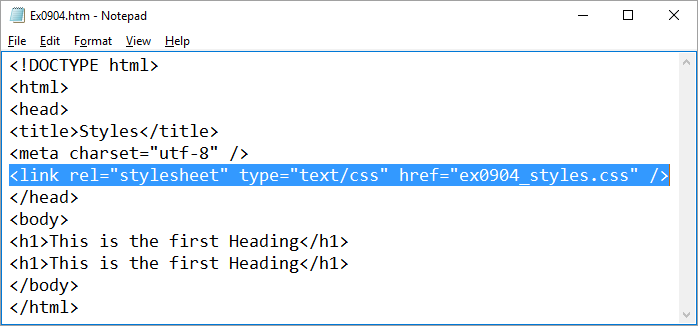 Ex0904.htm - Notepad
File Edit Format View Help
<!DOCTYPE html>
<html>
<head>
<title>Styles</title>
<meta charset="utf-8" />
<link rel="stylesheet" type="text/css" href="ex0904_styles.css" />
</head>
<body>
<h1>This is the first Heading</h1>
<h1>This is the first Heading</h1>
</body>
</html>